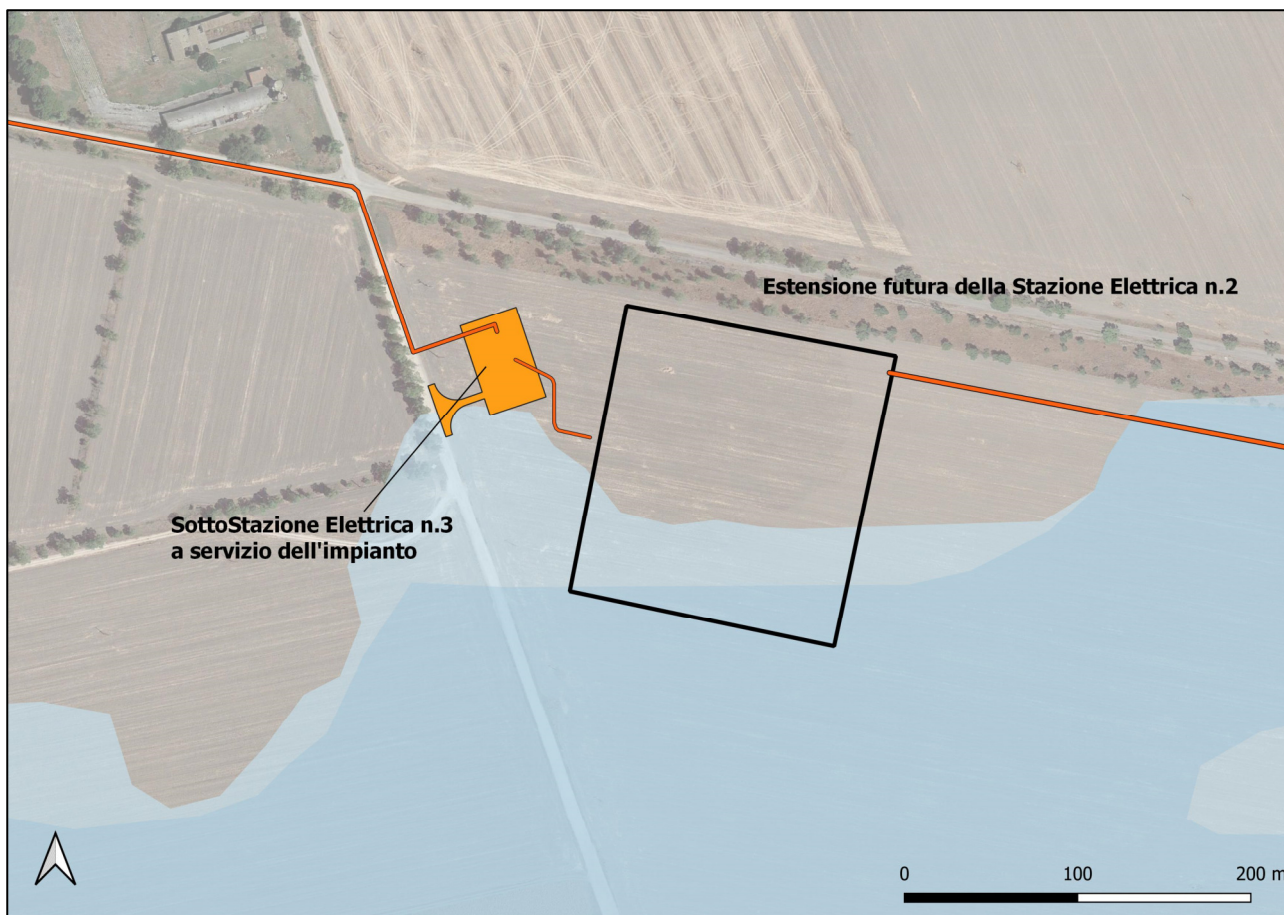 Estensione futura della Stazione Elettrica n.2
SottoStazione Elettrica n.3
a servizio dell'impianto
0 100 200 m